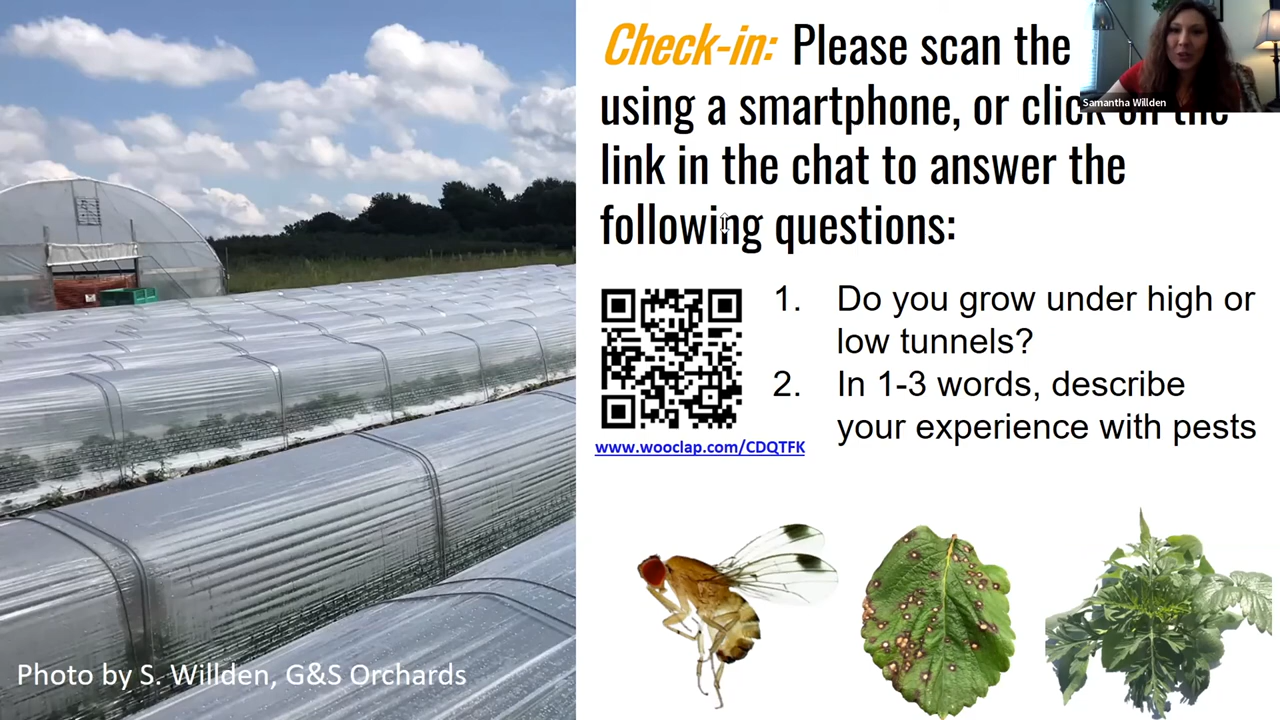 Check-in: Please scan the
using a smartphone, or click on the
link in the chat to answer the
following questions:
Samantha Willden
1. Do you grow under high or
low tunnels?
2. In 1-3 words, describe
your experience with pests
www.wooclap.com/CDQTFK
Photo by S. Willden, G&S Orchards